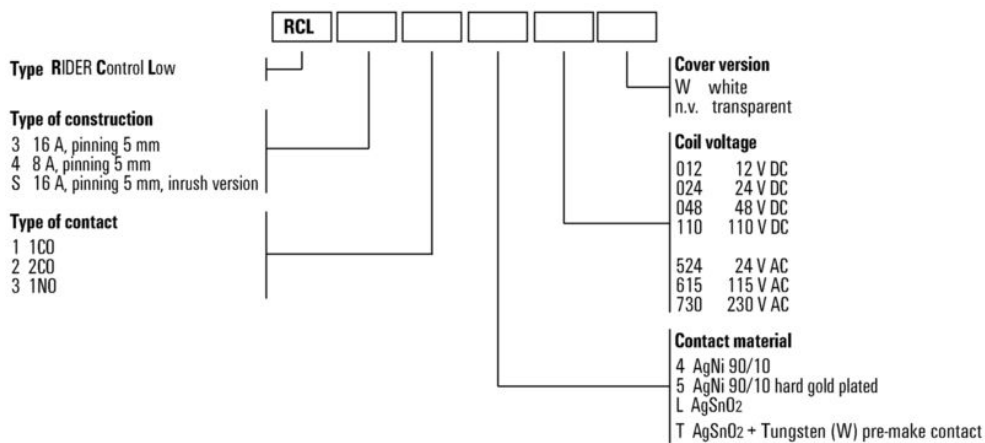 RCL
Type RIDER Control Low
Type of construction
3 16 A, pinning 5 mm
4 8 A, pinning 5 mm
S 16 A, pinning 5 mm, inrush version
Type of contact
1 1CO
2 2CO
3 1NO
Cover version
W white
n.v. transparent
Coil voltage
012 12 V DC
024 24 V DC
048 48 V DC
110 110 V DC
524 24 V AC
615 115 V AC
730 230 V AC
Contact material
4 AgNi 90/10
5 AgNi 90/10 hard gold plated
L AgSnO2
T AgSnO2 + Tungsten (W) pre-make contact